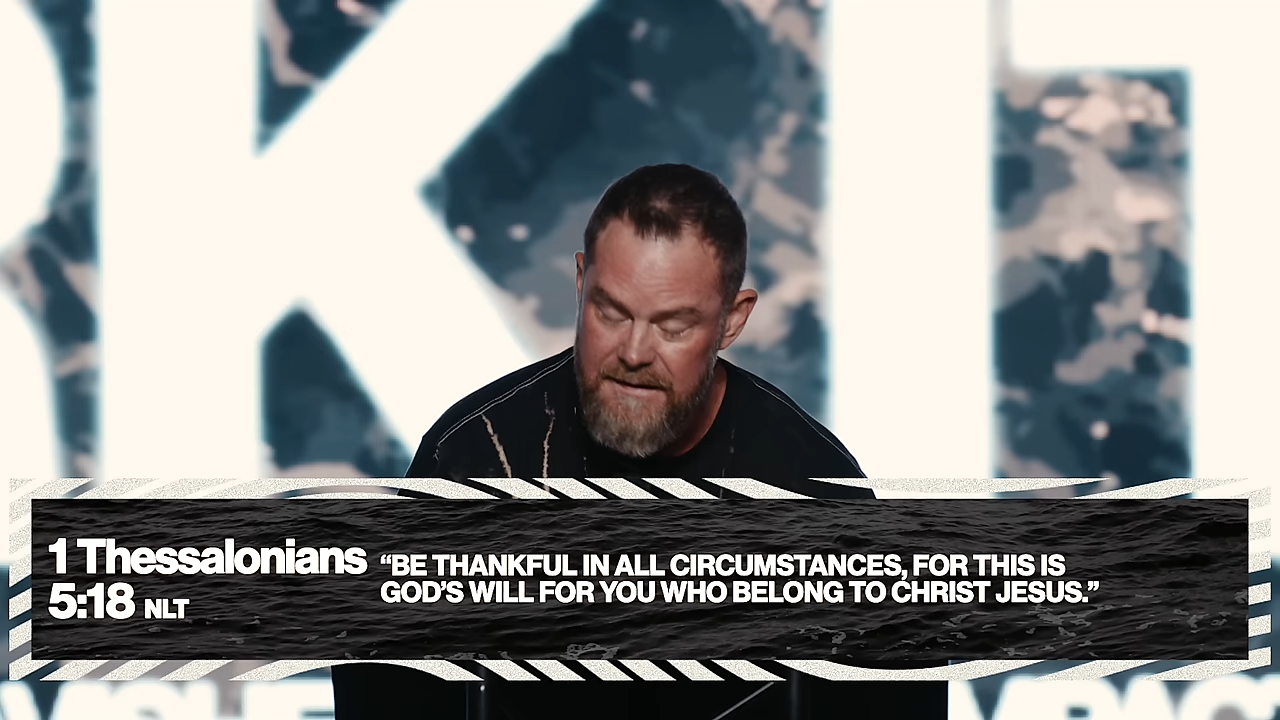 1 Thessalonians
5:18 NLT
“BE THANKFUL IN ALL CIRCUMSTANCES, FOR THIS IS
GOD’S WILL FOR YOU WHO BELONG TO CHRIST JESUS.”